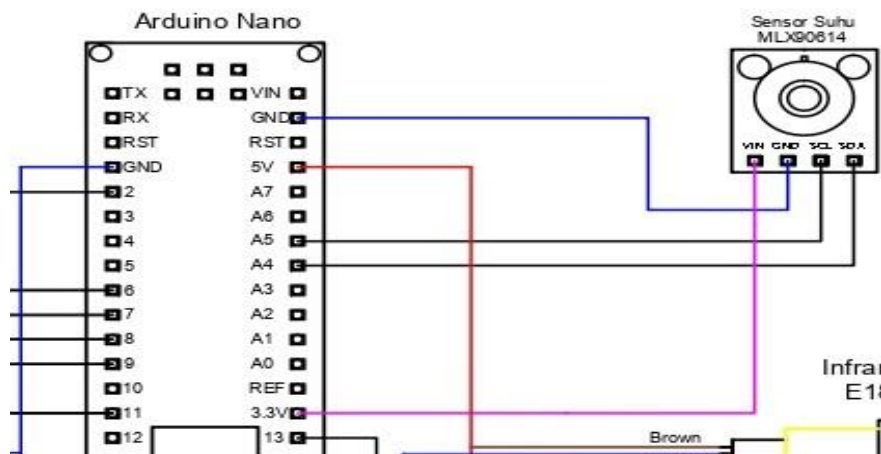 Arduino Nano
Sensor Suhu
MLX90614
TX VIN
RX GND
RST RST
GND 5V
2 A7
3 A6
4 A5
5 A4
6 A3
7 A2
8 A1
9 A0
10 REF
11 3.3V
12 13
VIN GND SCL SDA
Brown